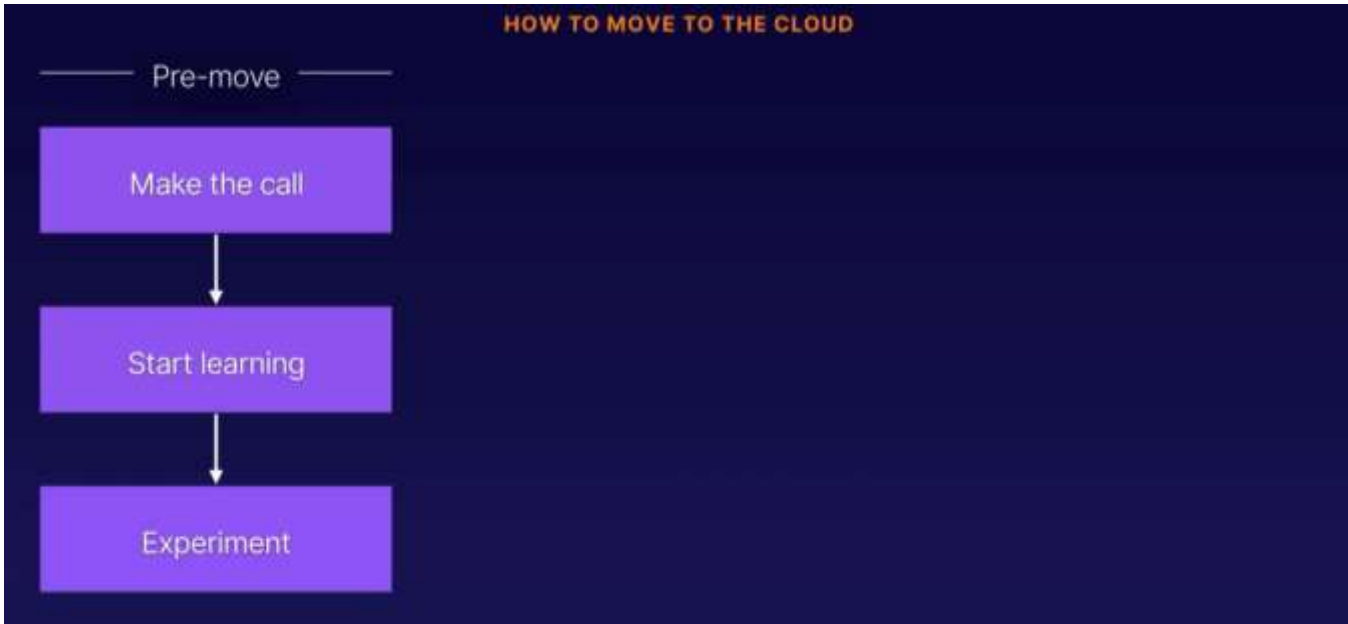 HOW TO MOVE TO THE CLOUD
Pre-move
Make the call
Start learning
Experiment